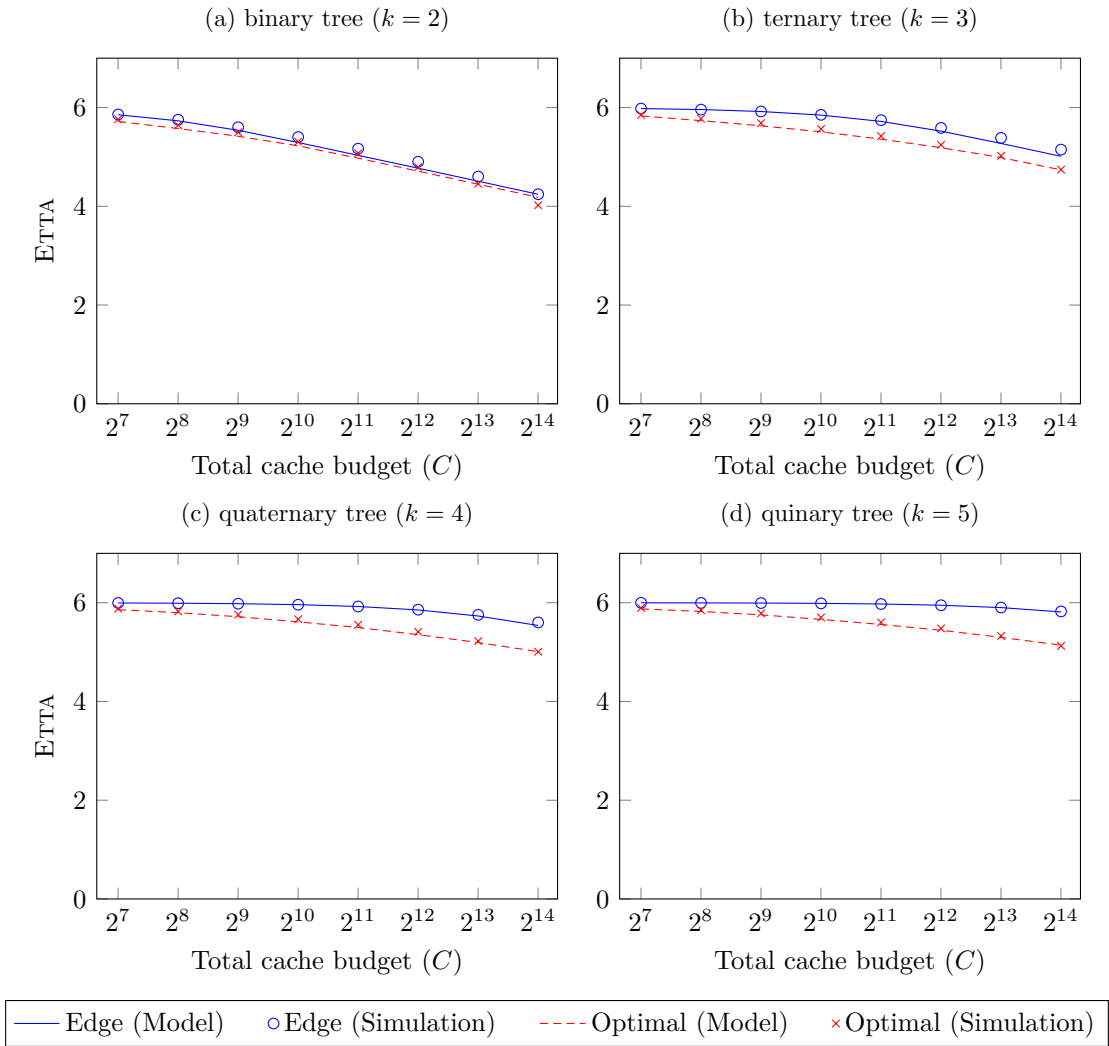 (a) binary tree (k = 2)
6
4
2
0
ETTA
2^7 2^8 2^9 2^10 2^11 2^12 2^13 2^14
Total cache budget (C)
(b) ternary tree (k = 3)
6
4
2
0
2^7 2^8 2^9 2^10 2^11 2^12 2^13 2^14
Total cache budget (C)
(c) quaternary tree (k = 4)
6
4
2
0
ETTA
2^7 2^8 2^9 2^10 2^11 2^12 2^13 2^14
Total cache budget (C)
(d) quinary tree (k = 5)
6
4
2
0
2^7 2^8 2^9 2^10 2^11 2^12 2^13 2^14
Total cache budget (C)
Edge (Model) Edge (Simulation) Optimal (Model) Optimal (Simulation)